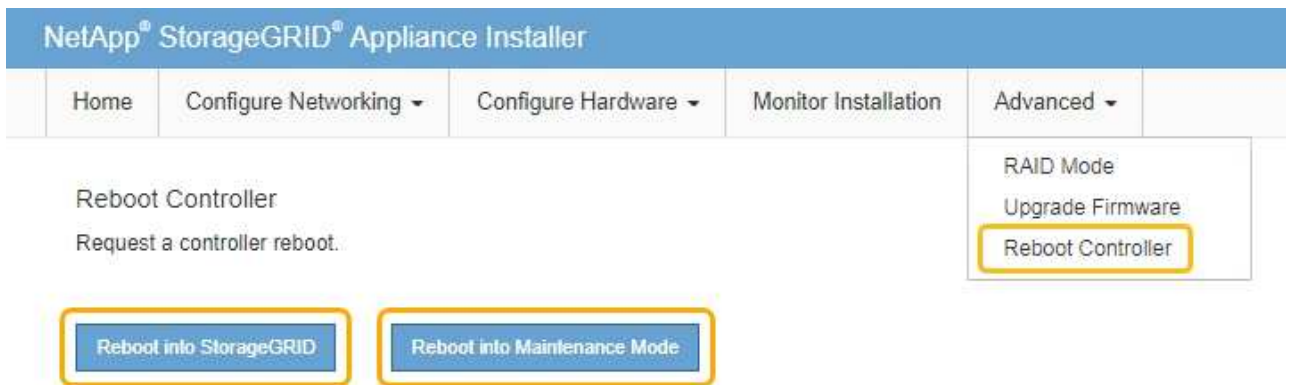 NetApp® StorageGRID® Appliance Installer
Home Configure Networking Configure Hardware Monitor Installation Advanced
RAID Mode
Upgrade Firmware
Reboot Controller
Reboot Controller
Request a controller reboot.
Reboot into StorageGRID Reboot into Maintenance Mode